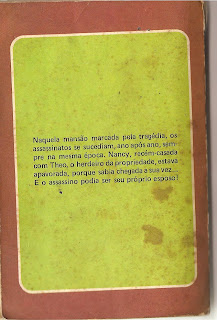 Naquela mansão marcada pela tragédia, os
assassinatos se sucediam, ano após ano, sem-
pre na mesma época. Nancy, recém-casada
com Theo, o herdeiro da propriedade, estava
apavorada, porque sabia chegada a sua vez...
E o assassino podia ser seu próprio esposo!